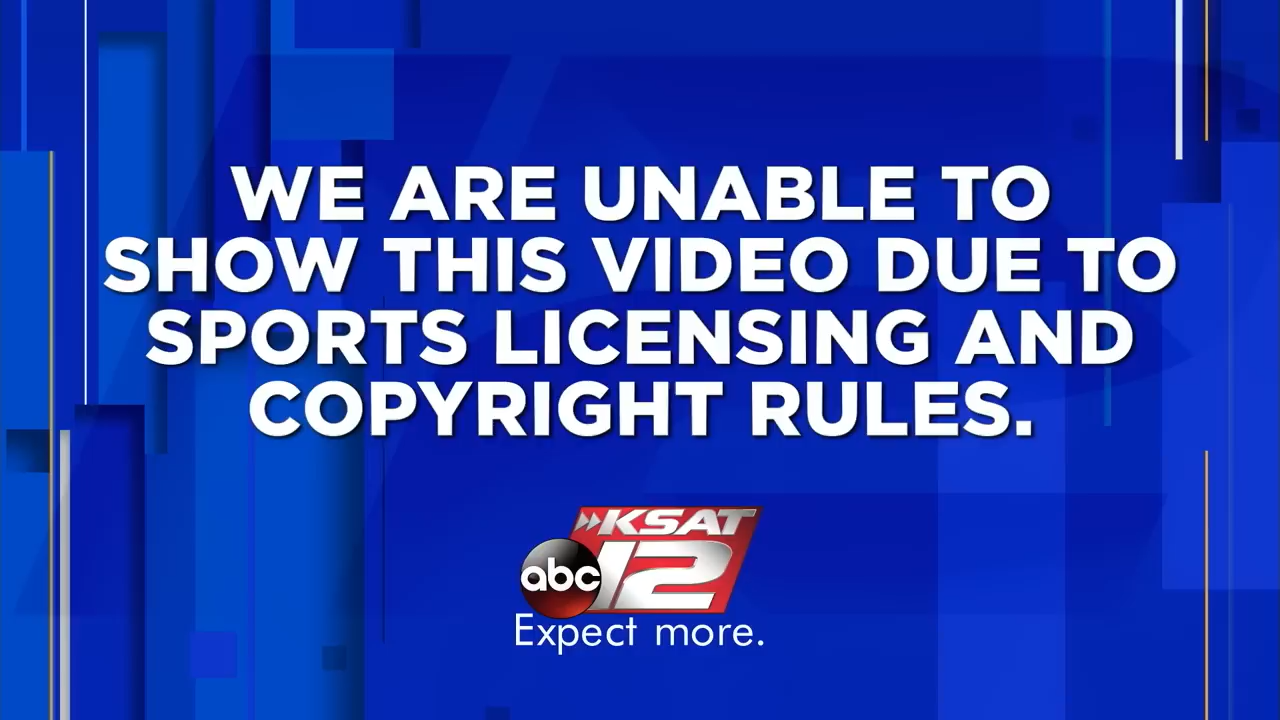 WE ARE UNABLE TO
SHOW THIS VIDEO DUE TO
SPORTS LICENSING AND
COPYRIGHT RULES.
KSAT
abc 12
Expect more.